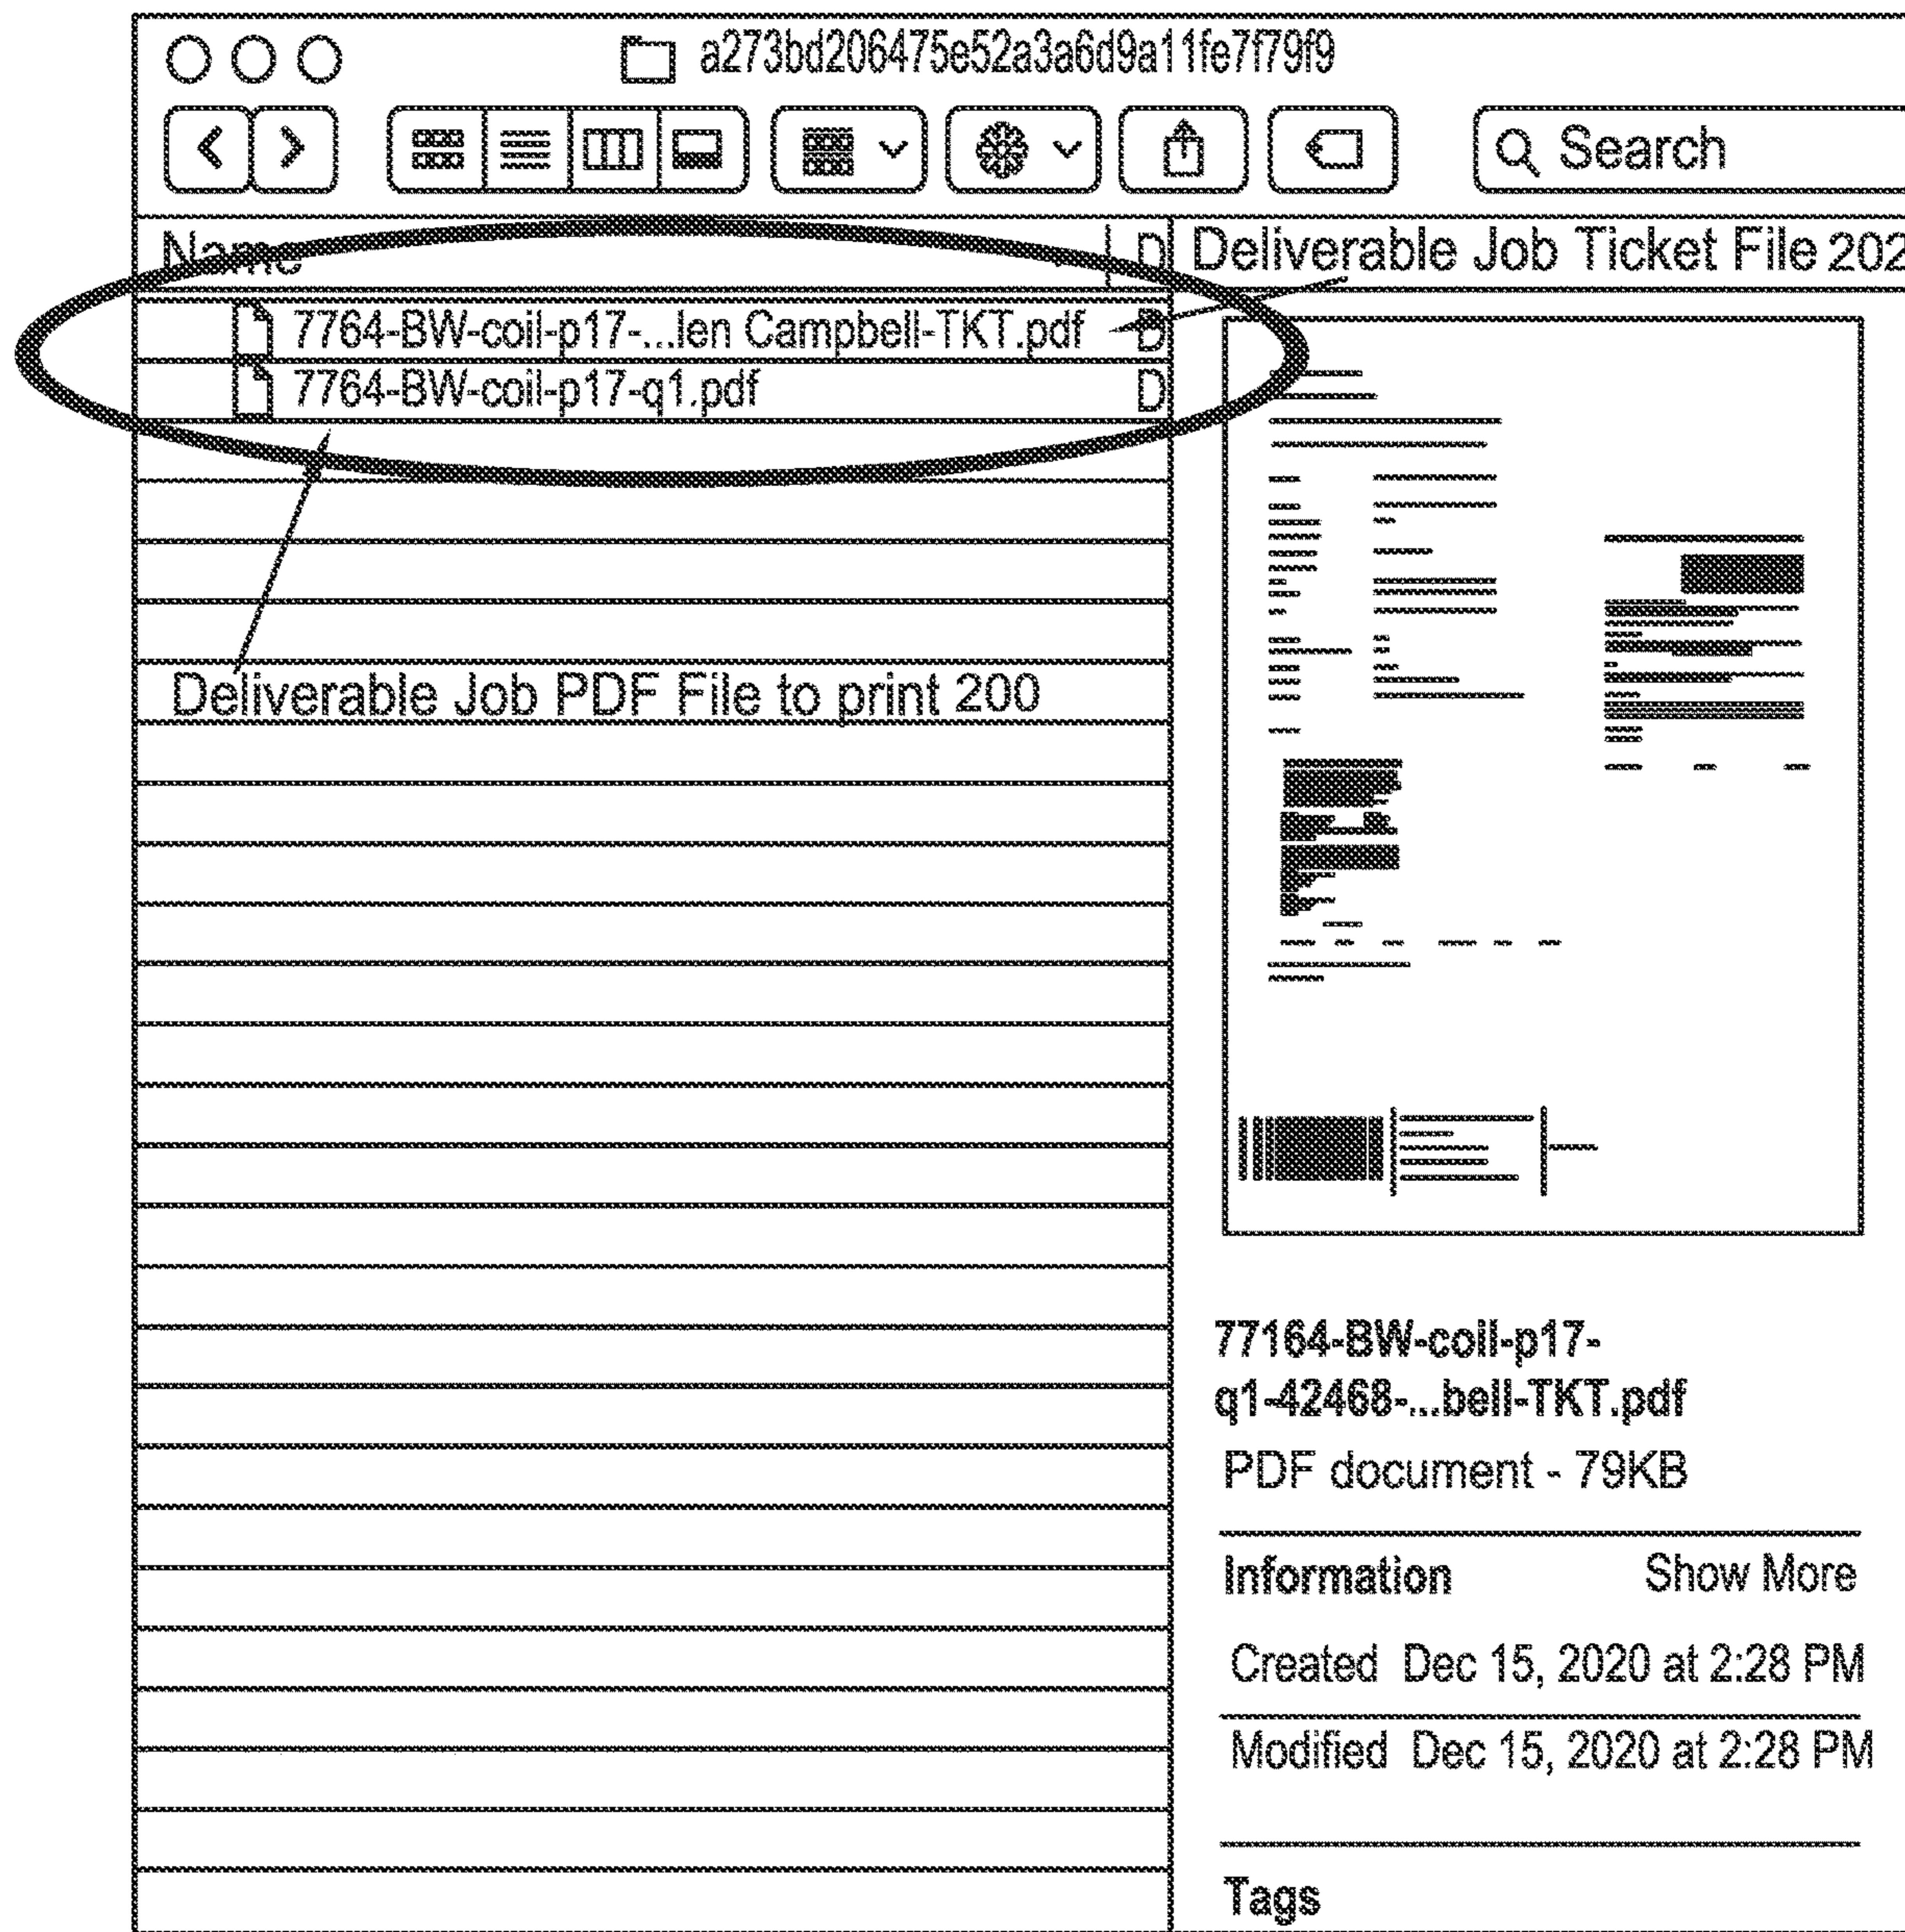 a273bd206475e52a3a6d9a11fe7f79f9
Search
Name
D
Deliverable Job Ticket File 202
7764-BW-coil-p17-...len Campbell-TKT.pdf
D
7764-BW-coil-p17-q1.pdf
D
Deliverable Job PDF File to print 200
77164-BW-coil-p17-
q1-42468-...bell-TKT.pdf
PDF document - 79KB
Information Show More
Created Dec 15, 2020 at 2:28 PM
Modified Dec 15, 2020 at 2:28 PM
Tags